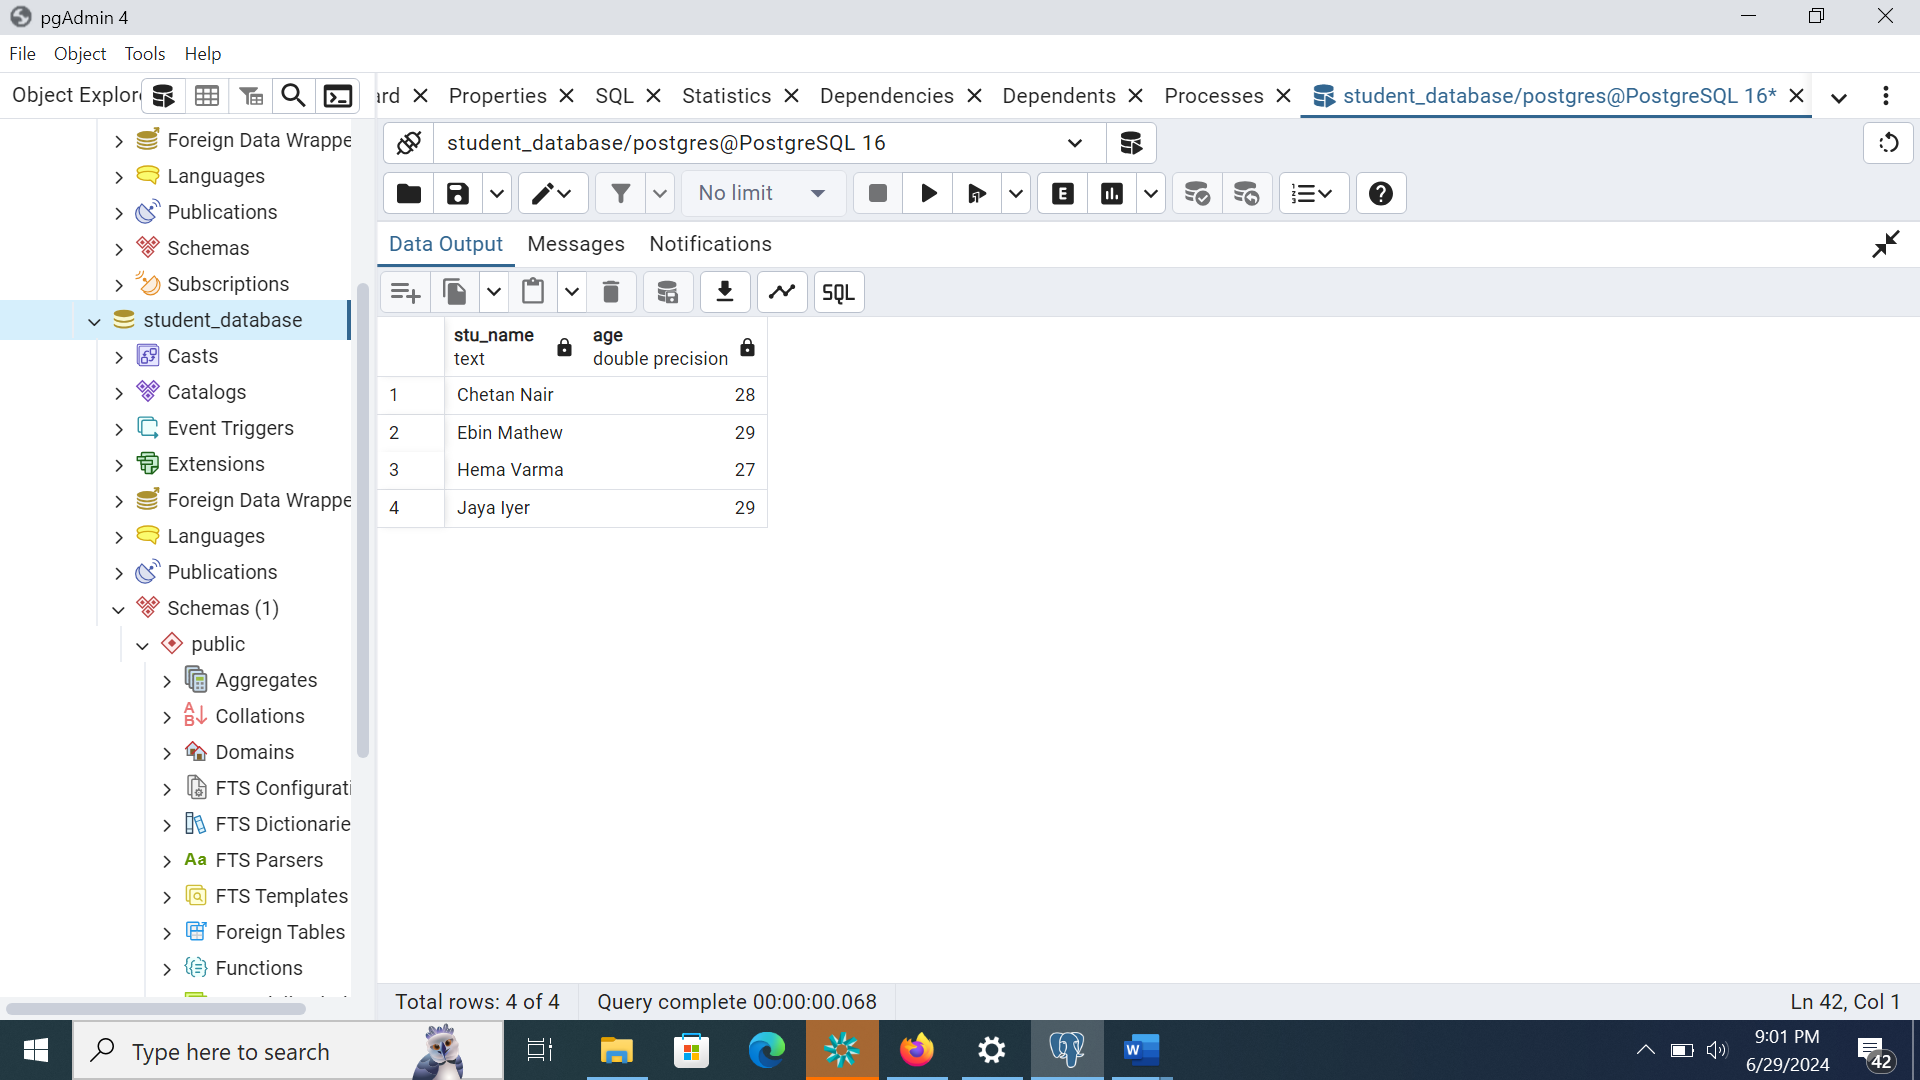 pgAdmin 4
File Object Tools Help
Object Explor
ard Properties SQL Statistics Dependencies Dependents Processes student_database/postgres@PostgreSQL 16*
student_database/postgres@PostgreSQL 16
No limit
E
Data Output Messages Notifications
SQL
Foreign Data Wrappe
Languages
Publications
Schemas
Subscriptions
student_database
Casts
Catalogs
Event Triggers
Extensions
Foreign Data Wrappe
Languages
Publications
Schemas (1)
public
Aggregates
Collations
Domains
FTS Configurati
FTS Dictionarie
Aa FTS Parsers
FTS Templates
Foreign Tables
Functions
stu_name age
text double precision
1 Chetan Nair 28
2 Ebin Mathew 29
3 Hema Varma 27
4 Jaya Iyer 29
Total rows: 4 of 4 Query complete 00:00:00.068 Ln 42, Col 1
Type here to search
W
9:01 PM
6/29/2024
42